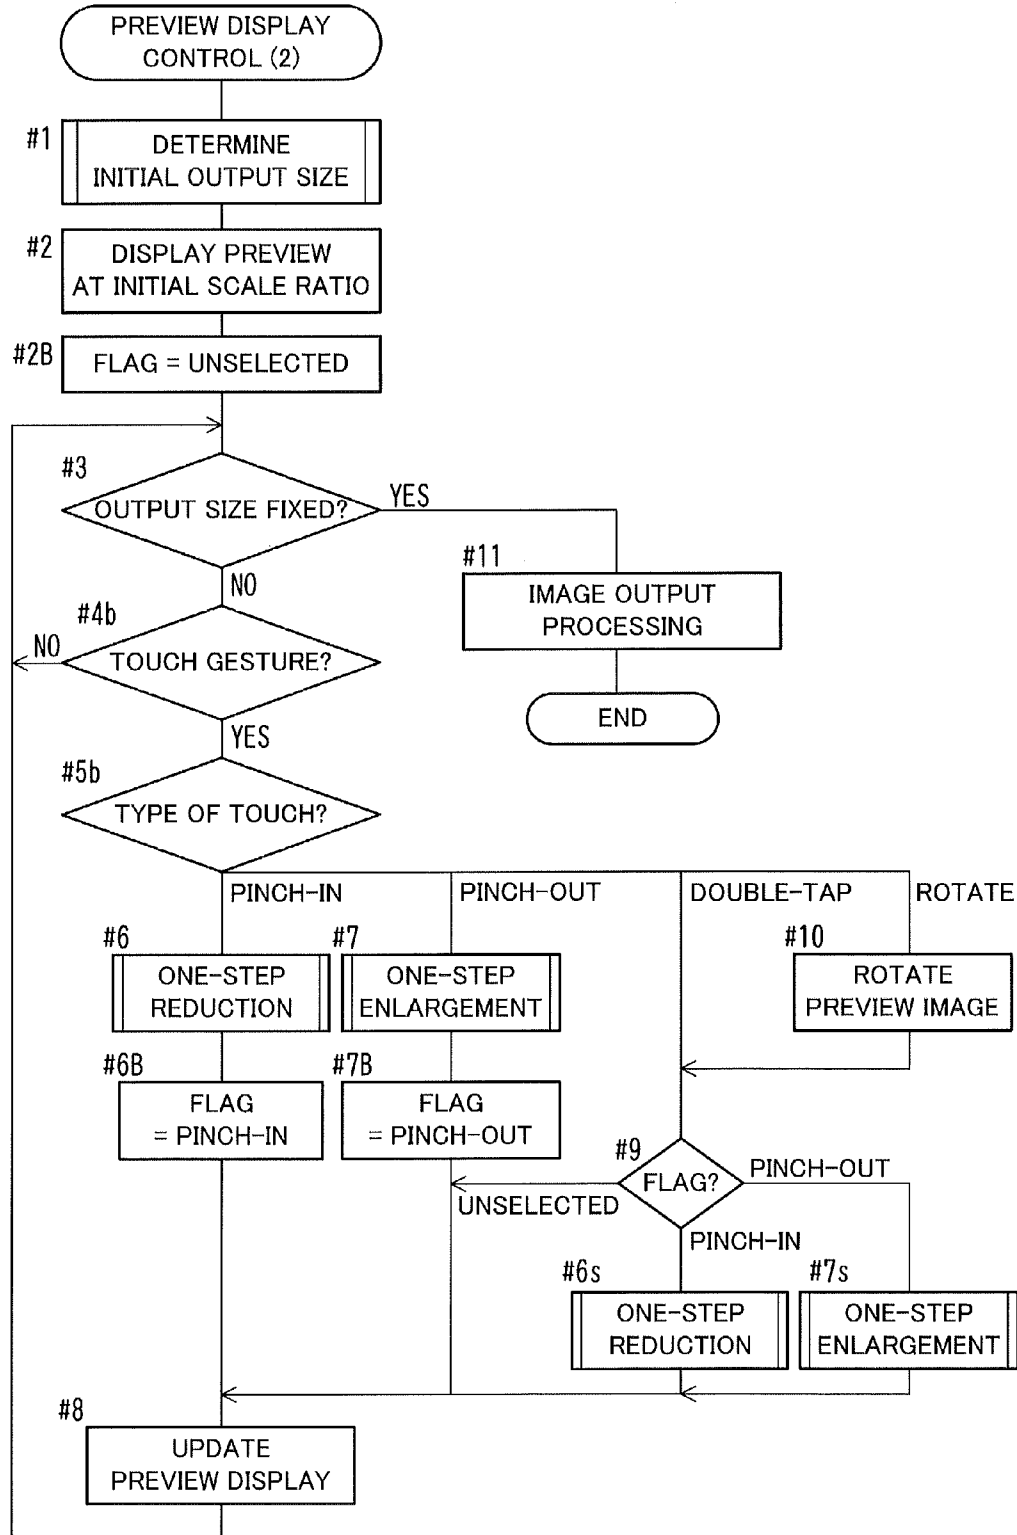 PREVIEW DISPLAY
CONTROL (2)
#1
DETERMINE
INITIAL OUTPUT SIZE
#2
DISPLAY PREVIEW
AT INITIAL SCALE RATIO
#2B
FLAG = UNSELECTED
#3
OUTPUT SIZE FIXED?
YES
NO
#11
IMAGE OUTPUT
PROCESSING
END
#4b
NO
TOUCH GESTURE?
YES
#5b
TYPE OF TOUCH?
PINCH-IN
PINCH-OUT
DOUBLE-TAP
ROTATE
#6
ONE-STEP
REDUCTION
#7
ONE-STEP
ENLARGEMENT
#10
ROTATE
PREVIEW IMAGE
#6B
FLAG
= PINCH-IN
#7B
FLAG
= PINCH-OUT
#9
FLAG?
PINCH-OUT
UNSELECTED
PINCH-IN
#6s
ONE-STEP
REDUCTION
#7s
ONE-STEP
ENLARGEMENT
#8
UPDATE
PREVIEW DISPLAY